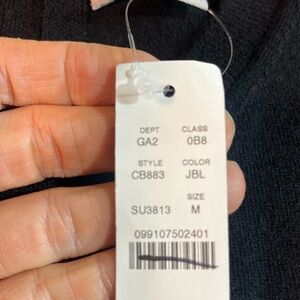 DEPT CLASS
GA2 0B8
STYLE COLOR
CB883 JBL
SIZE
SU3813 M
099107502401